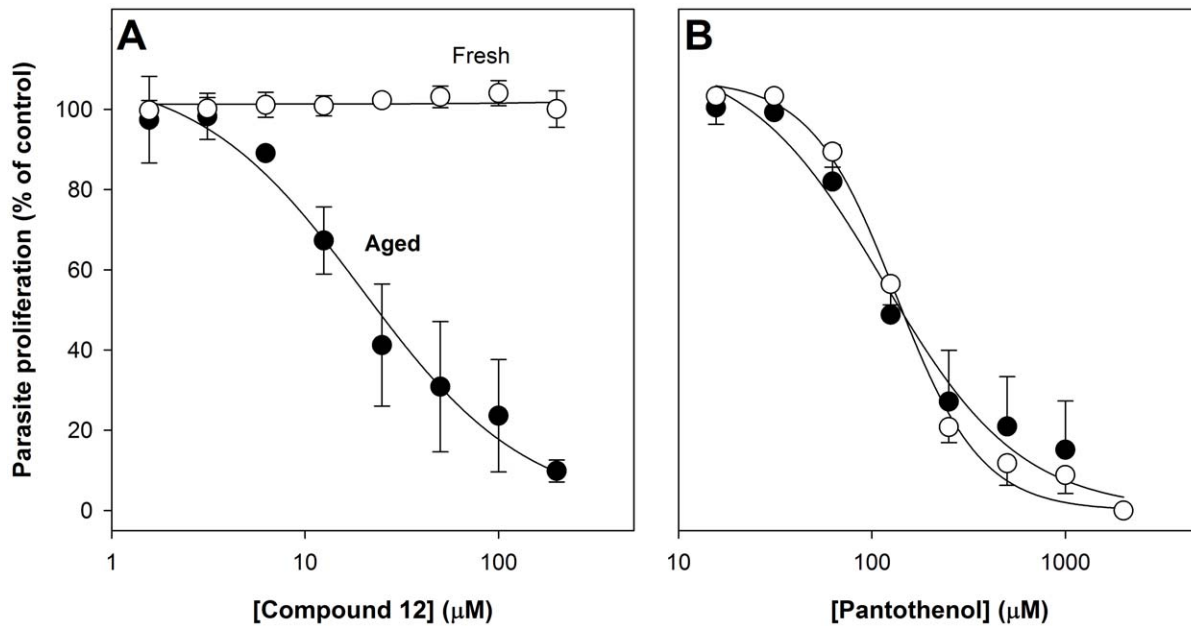 A
B
Fresh
Aged
Parasite proliferation (% of control)
100
80
60
40
20
0
1
10
100
10
100
1000
[Compound 12] (μM)
[Pantothenol] (μM)